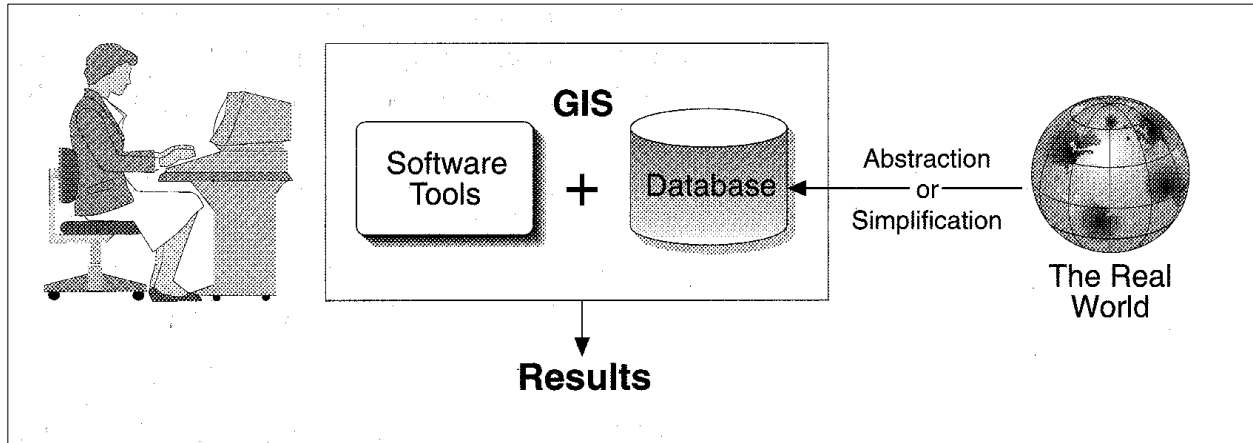 GIS
Software
Tools
+
Database
Abstraction
or
Simplification
The Real
World
Results